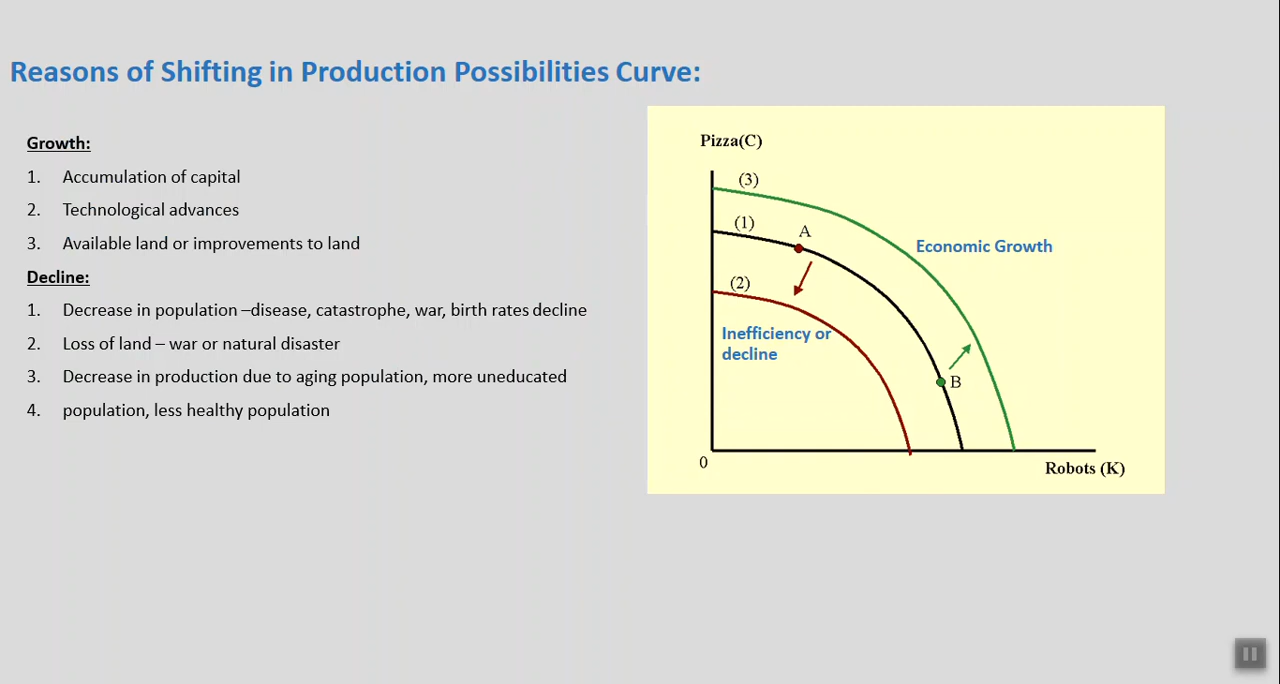 Reasons of Shifting in Production Possibilities Curve:
Growth:
1. Accumulation of capital
2. Technological advances
3. Available land or improvements to land
Decline:
1. Decrease in population –disease, catastrophe, war, birth rates decline
2. Loss of land – war or natural disaster
3. Decrease in production due to aging population, more uneducated
4. population, less healthy population
Pizza(C)
(3)
(1)
A
Economic Growth
(2)
Inefficiency or
decline
B
0
Robots (K)